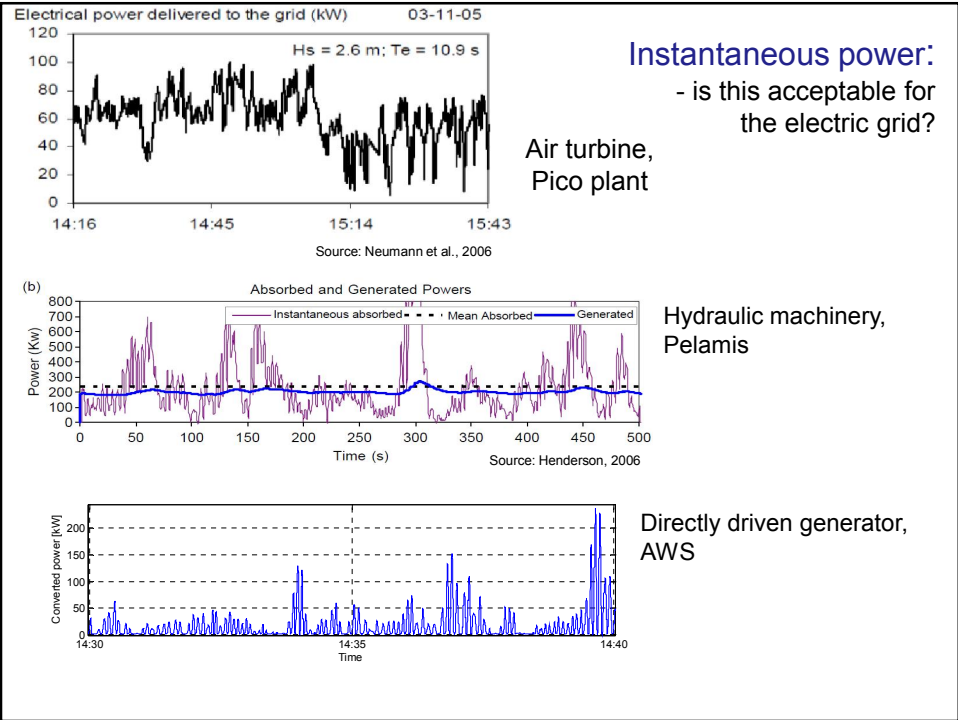 Electrical power delivered to the grid (kW) 03-11-05
Hs = 2.6 m; Te = 10.9 s
120
100
80
60
40
20
0
14:16 14:45 15:14 15:43
Source: Neumann et al., 2006
Instantaneous power:
- is this acceptable for
the electric grid?
Air turbine,
Pico plant
(b) Absorbed and Generated Powers
Instantaneous absorbed Mean Absorbed Generated
Power (Kw)
800
700
600
500
400
300
200
100
0
0 50 100 150 200 250 300 350 400 450 500
Time (s)
Source: Henderson, 2006
Hydraulic machinery,
Pelamis
Converted power [kW]
200
150
100
50
0
14:30 14:35 14:40
Time
Directly driven generator,
AWS